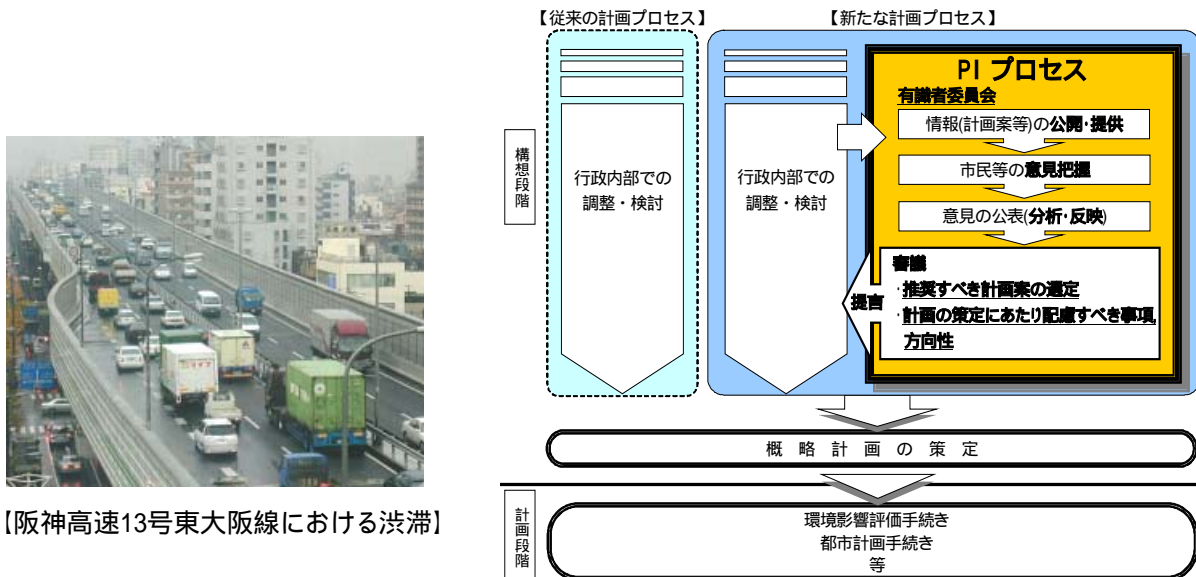 【従来の計画プロセス】
【新たな計画プロセス】
構想段階
行政内部での
調整・検討
行政内部での
調整・検討
PI プロセス
有識者委員会
情報(計画案等)の公開・提供
市民等の意見把握
意見の公表(分析・反映)
審議
・推奨すべき計画案の選定
・計画の策定にあたり配慮すべき事項,
方向性
提言
概略計画の策定
計画段階
環境影響評価手続き
都市計画手続き
等
【阪神高速13号東大阪線における渋滞】